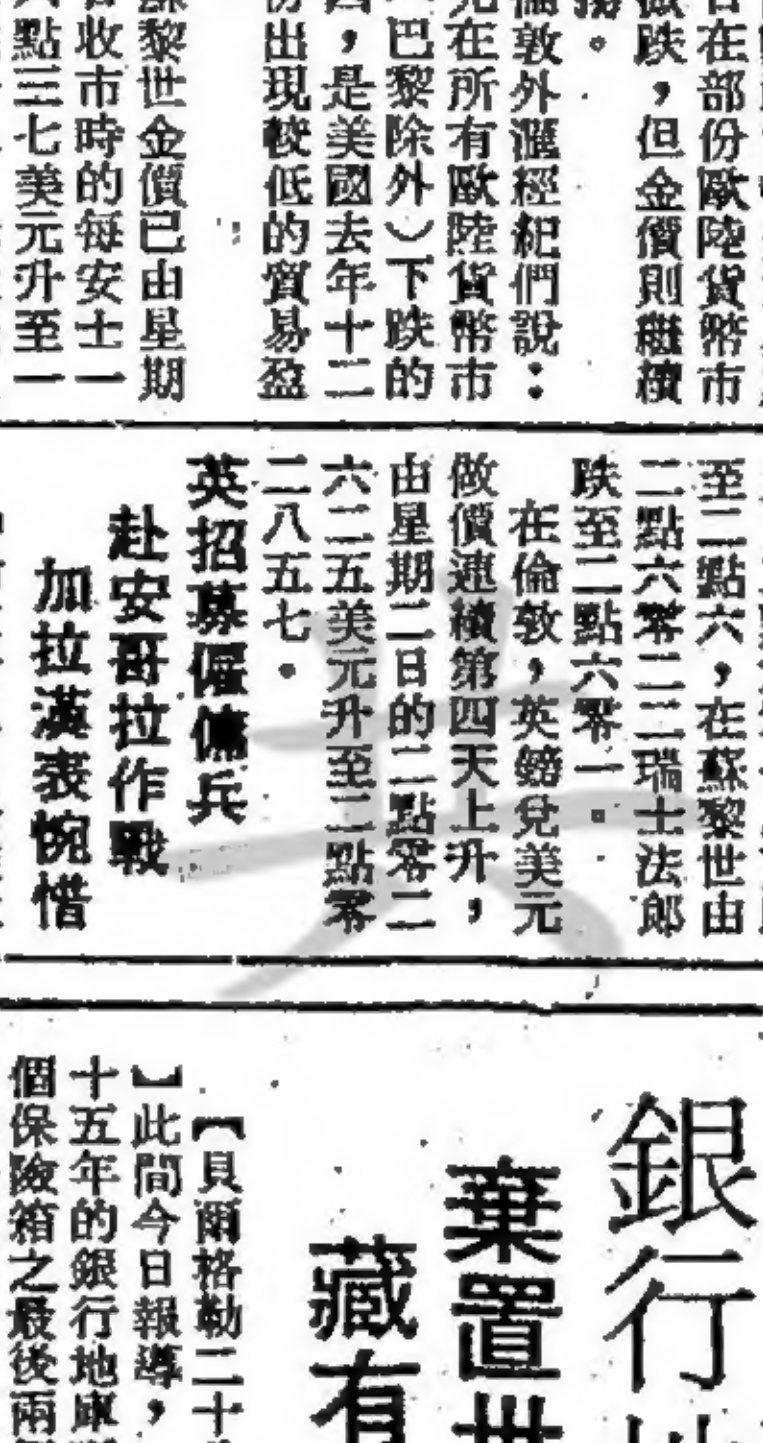 在部份歐陸貨幣市
微跌，但金價則繼續
倫敦外滙經紀們說：
元在所有歐陸貨幣市
（巴黎除外）下跌的
，是美國去年十二
份出現較低的貿易盈
蘇黎世金價已由星期
收市時的每安士一
點三七美元升至一
至二點六，在蘇黎世由
二點六零二二瑞士法郎
跌至二點六零一。
在倫敦，英鎊兌美元
做價連續第四天上升，
由星期二日的二點零二
六二五美元升至二點零
二八五七。
英招募僱傭兵
赴安哥拉作戰
加拉漢表惋惜
銀行
棄置
藏有
【貝爾格勒二十
】此間今日報導，
十五年的銀行地庫
個保險箱之最後兩